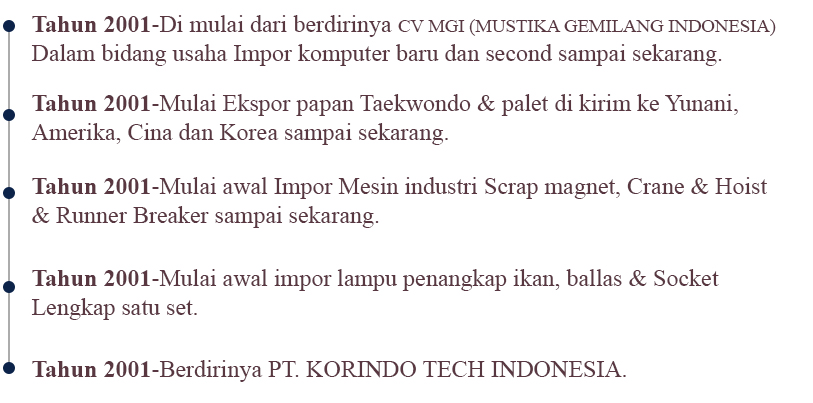 Tahun 2001-Di mulai dari berdirinya CV MGI (MUSTIKA GEMILANG INDONESIA)
Dalam bidang usaha Impor komputer baru dan second sampai sekarang.
Tahun 2001-Mulai Ekspor papan Taekwondo & palet di kirim ke Yunani,
Amerika, Cina dan Korea sampai sekarang.
Tahun 2001-Mulai awal Impor Mesin industri Scrap magnet, Crane & Hoist
& Runner Breaker sampai sekarang.
Tahun 2001-Mulai awal impor lampu penangkap ikan, ballas & Socket
Lengkap satu set.
Tahun 2001-Berdirinya PT. KORINDO TECH INDONESIA.